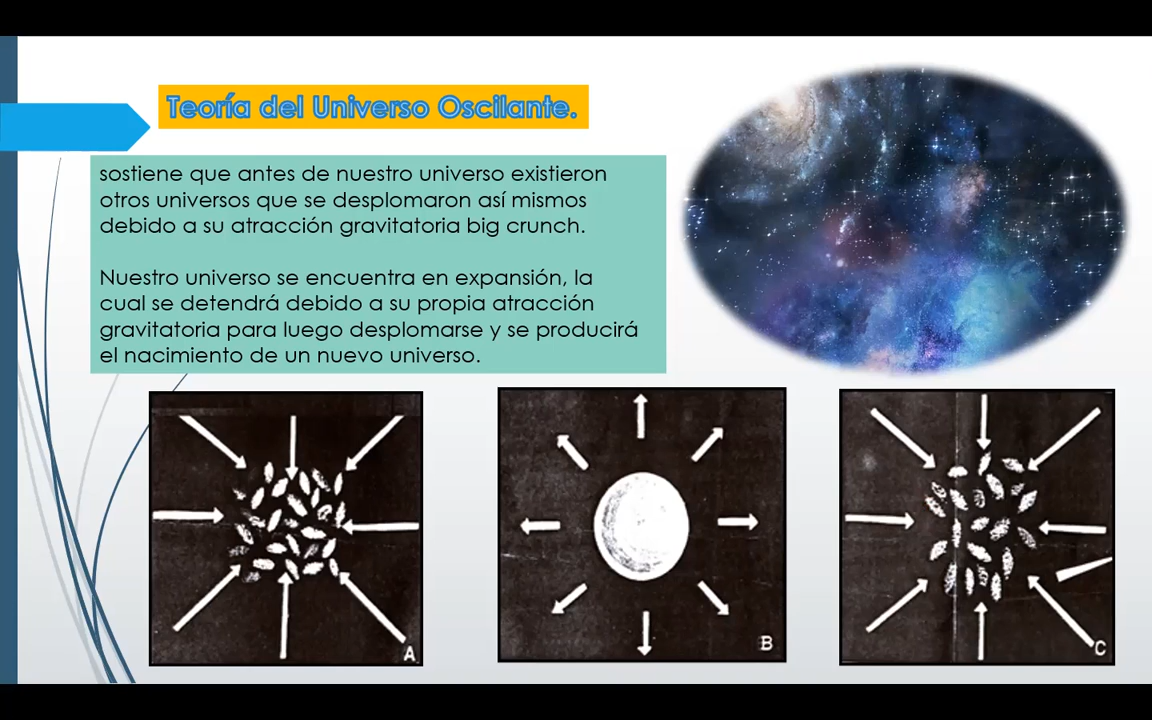 Teoría del Universo Oscilante.
sostiene que antes de nuestro universo existieron
otros universos que se desplomaron así mismos
debido a su atracción gravitatoria big crunch.
Nuestro universo se encuentra en expansión, la
cual se detendrá debido a su propia atracción
gravitatoria para luego desplomarse y se producirá
el nacimiento de un nuevo universo.
A
B
C